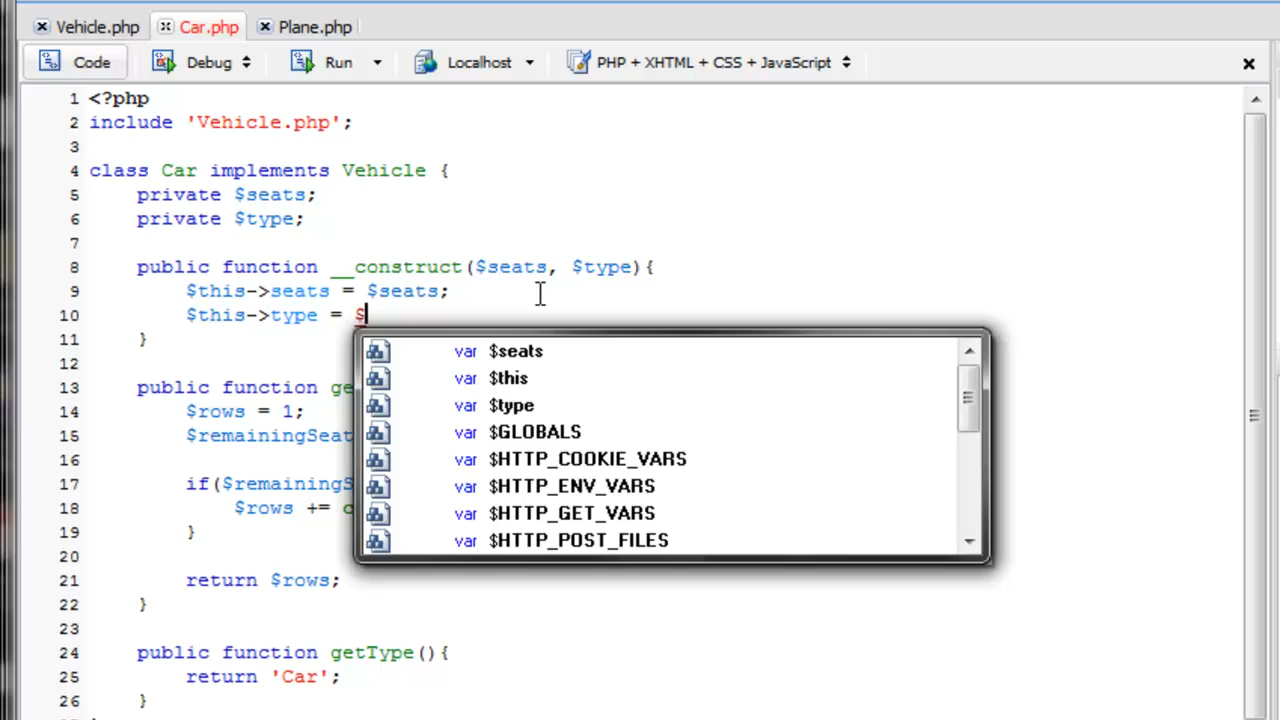 Vehicle.php Car.php Plane.php
Code Debug Run Localhost PHP + XHTML + CSS + JavaScript
1 <?php
2 include 'Vehicle.php';
3
4 class Car implements Vehicle {
5 private $seats;
6 private $type;
7
8 public function __construct($seats, $type){
9 $this->seats = $seats;
10 $this->type = $
11 }
12
13 public function ge
14 $rows = 1;
15 $remainingSeat
16
17 if($remainingS
18 $rows +=
19 }
20
21 return $rows;
22 }
23
24 public function getType(){
25 return 'Car';
26 }
var $seats
var $this
var $type
var $GLOBALS
var $HTTP_COOKIE_VARS
var $HTTP_ENV_VARS
var $HTTP_GET_VARS
var $HTTP_POST_FILES